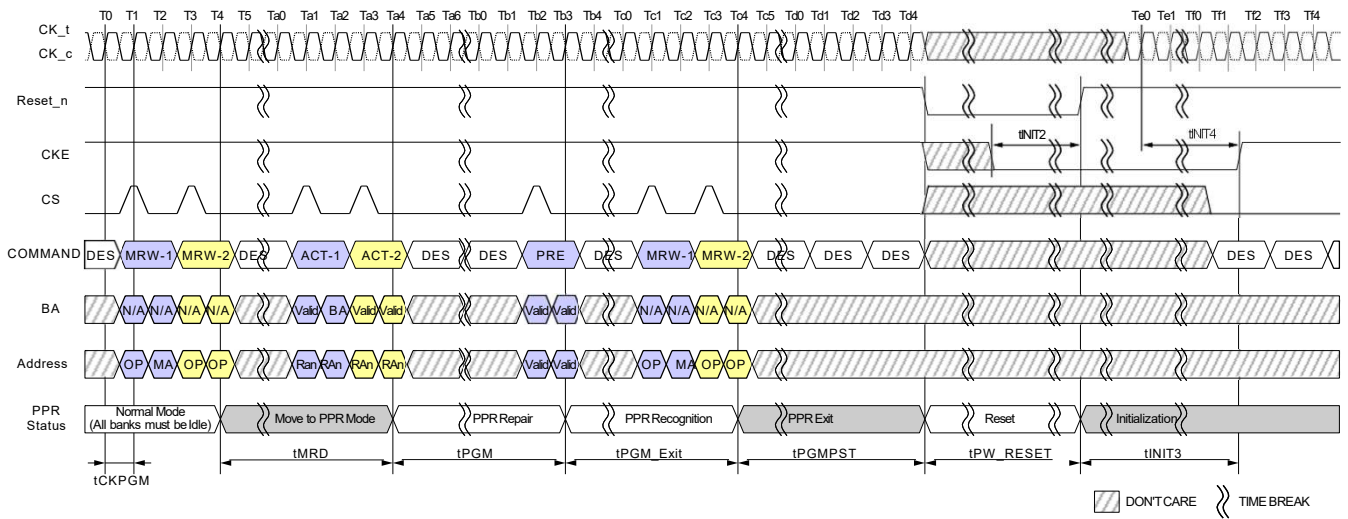 T0 T1 T2 T3 T4 T5 Ta0 Ta1 Ta2 Ta3 Ta4 Ta5 Ta6 Tb0 Tb1 Tb2 Tb3 Tb4 Tc0 Tc1 Tc2 Tc3 Tc4 Tc5 Td0 Td1 Td2 Td3 Td4 Te0 Te1 Tf0 Tf1 Tf2 Tf3 Tf4
CK_t
CK_c
Reset_n
CKE tINIT2 tINIT4
CS
COMMAND DES MRW-1 MRW-2 DES ACT-1 ACT-2 DES DES PRE DES MRW-1 MRW-2 DES DES DES DES DES
BA N/A N/A N/A N/A Valid BA Valid Valid Valid Valid N/A N/A N/A N/A
Address OP MA OP OP Ran RAn RAn RAn Valid Valid OP MA OP OP
PPR Status Normal Mode (All banks must be Idle) Move to PPR Mode PPR Repair PPR Recognition PPR Exit Reset Initialization
tMRD tPGM tPGM_Exit tPGMPST tPW_RESET tINIT3
tCKPGM
DON'T CARE TIME BREAK